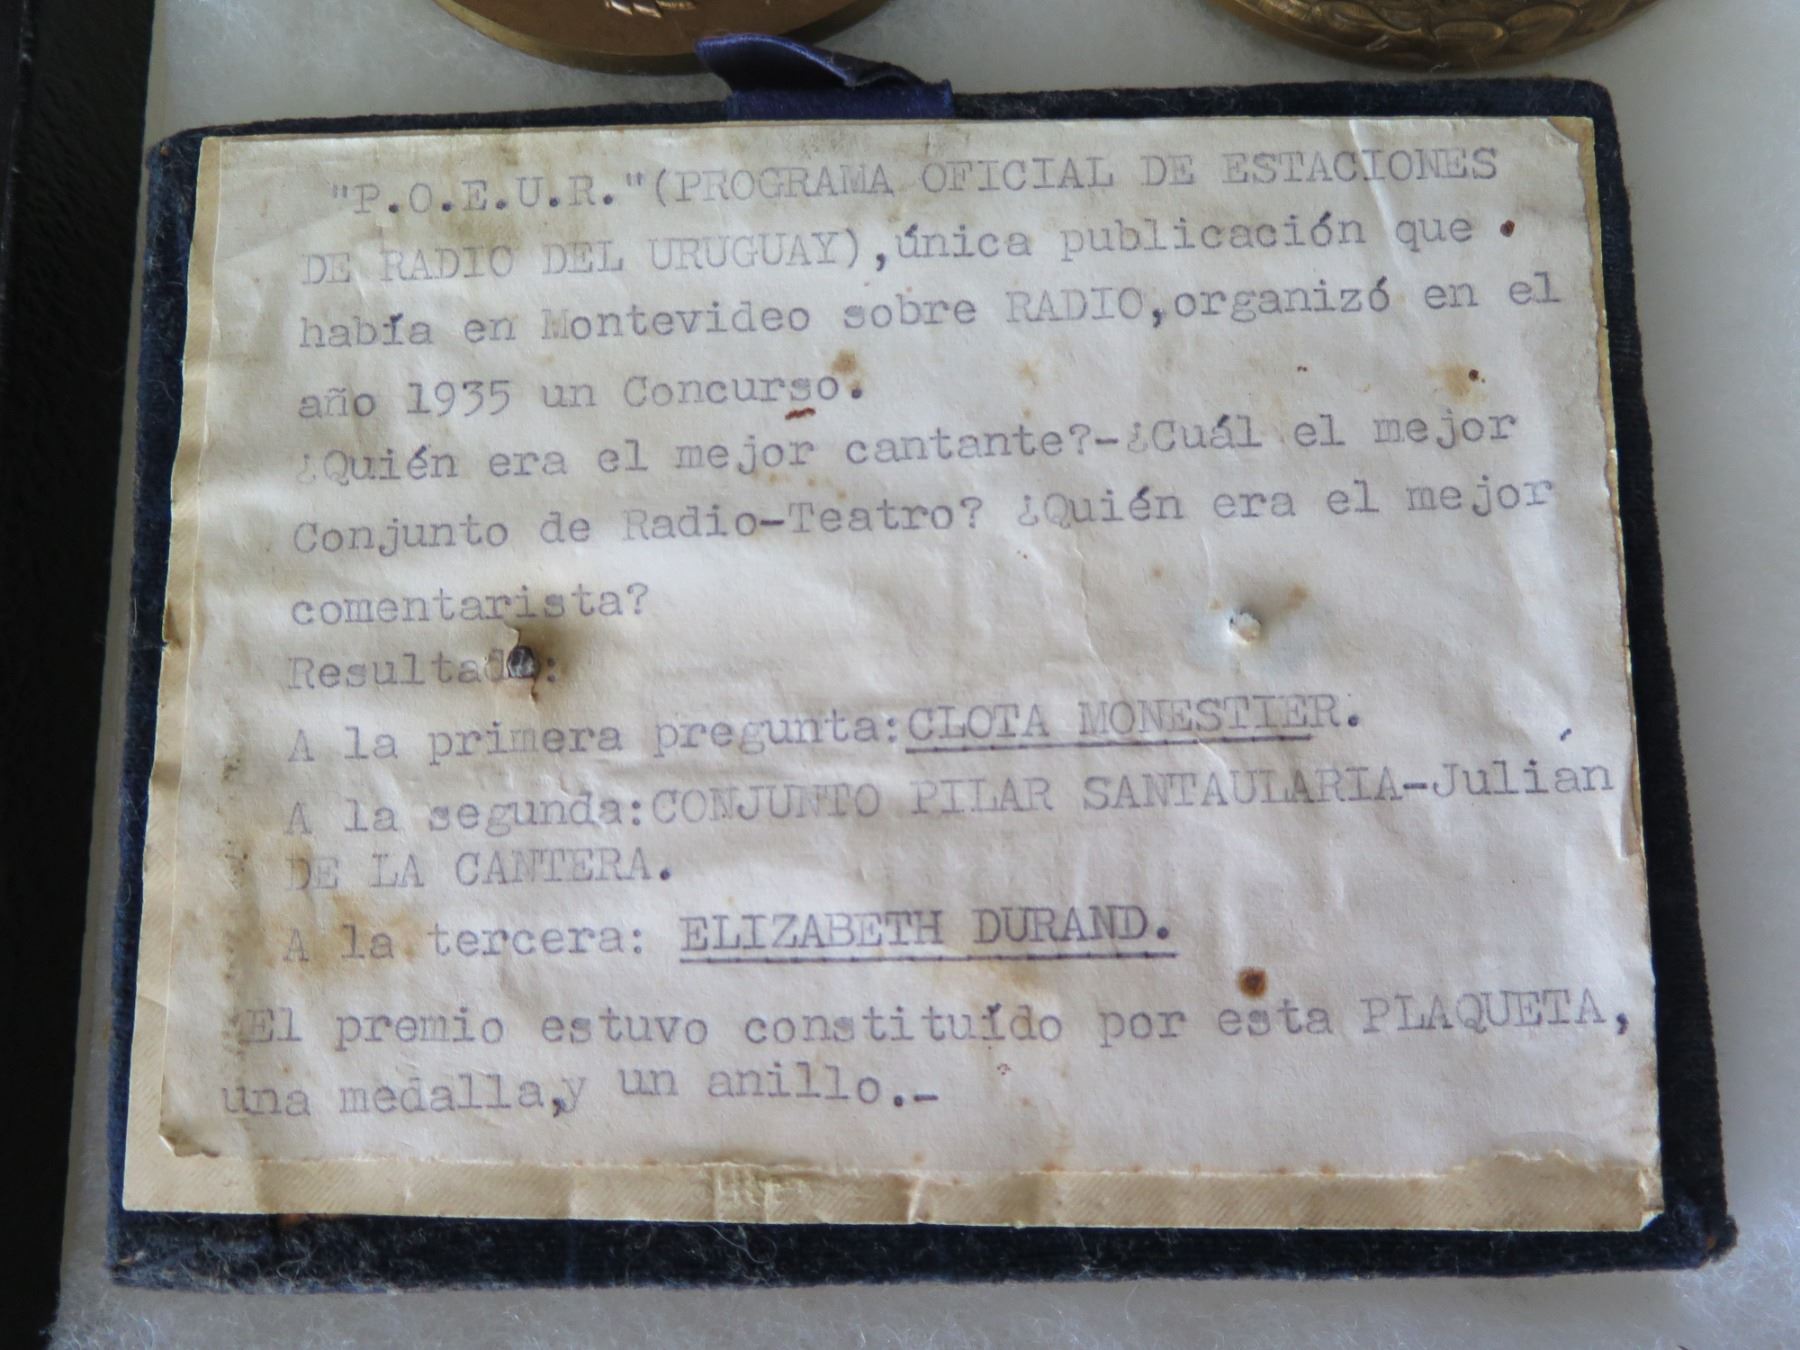 "P.O.E.U.R."(PROGRAMA OFICIAL DE ESTACIONES
DE RADIO DEL URUGUAY),única publicación que
había en Montevideo sobre RADIO,organizó en el
año 1935 un Concurso.
¿Quién era el mejor cantante?-¿Cuál el mejor
Conjunto de Radio-Teatro? ¿Quién era el mejor
comentarista?
Resultado:
A la primera pregunta:CLOTA MONESTIER.
A la segunda:CONJUNTO PILAR SANTAULARIA-Julián
DE LA CANTERA.
A la tercera: ELIZABETH DURAND.
El premio estuvo constituído por esta PLAQUETA,
una medalla,y un anillo.-